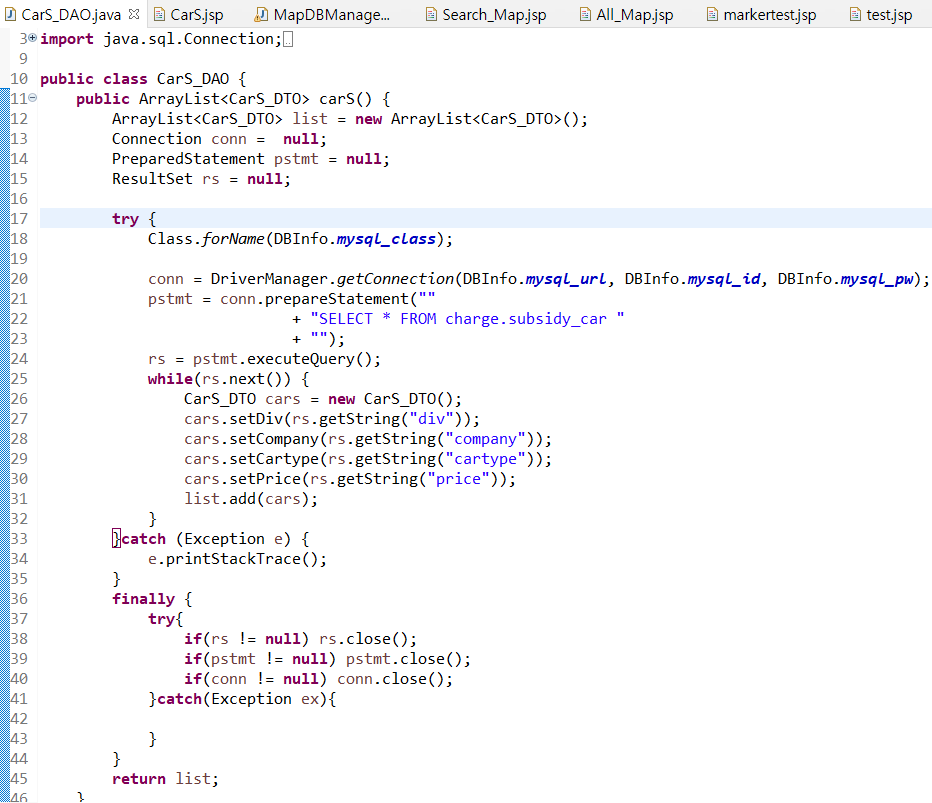 CarS_DAO.java CarS.jsp MapDBManage... Search_Map.jsp All_Map.jsp markertest.jsp test.jsp
3 import java.sql.Connection;
9
10 public class CarS_DAO {
11 public ArrayList<CarS_DTO> carS() {
12 ArrayList<CarS_DTO> list = new ArrayList<CarS_DTO>();
13 Connection conn =  null;
14 PreparedStatement pstmt = null;
15 ResultSet rs = null;
16
17 try {
18 Class.forName(DBInfo.mysql_class);
19
20 conn = DriverManager.getConnection(DBInfo.mysql_url, DBInfo.mysql_id, DBInfo.mysql_pw);
21 pstmt = conn.prepareStatement(""
22 + "SELECT * FROM charge.subsidy_car "
23 + "");
24 rs = pstmt.executeQuery();
25 while(rs.next()) {
26 CarS_DTO cars = new CarS_DTO();
27 cars.setDiv(rs.getString("div"));
28 cars.setCompany(rs.getString("company"));
29 cars.setCartype(rs.getString("cartype"));
30 cars.setPrice(rs.getString("price"));
31 list.add(cars);
32 }
33 }catch (Exception e) {
34 e.printStackTrace();
35 }
36 finally {
37 try{
38 if(rs != null) rs.close();
39 if(pstmt != null) pstmt.close();
40 if(conn != null) conn.close();
41 }catch(Exception ex){
42
43 }
44 }
45 return list;
46 }